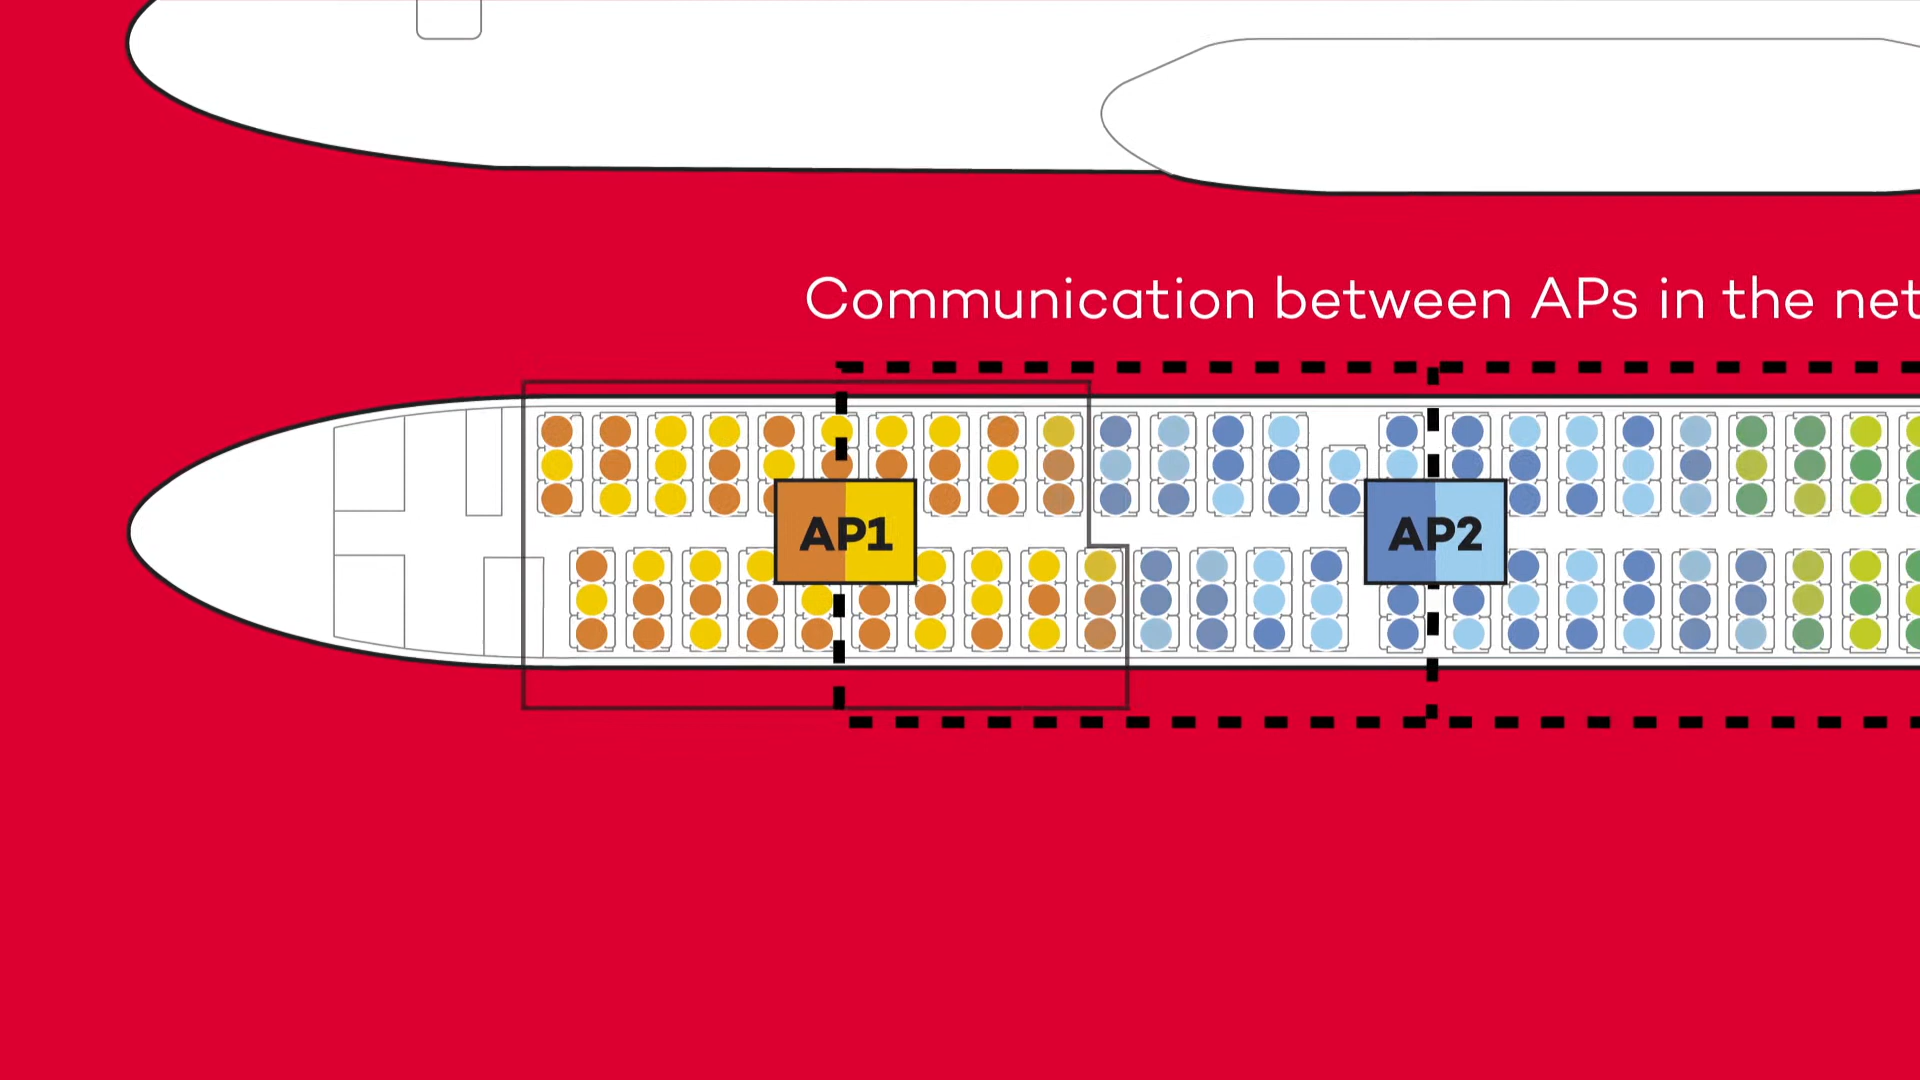 Communication between APs in the net
AP1
AP2